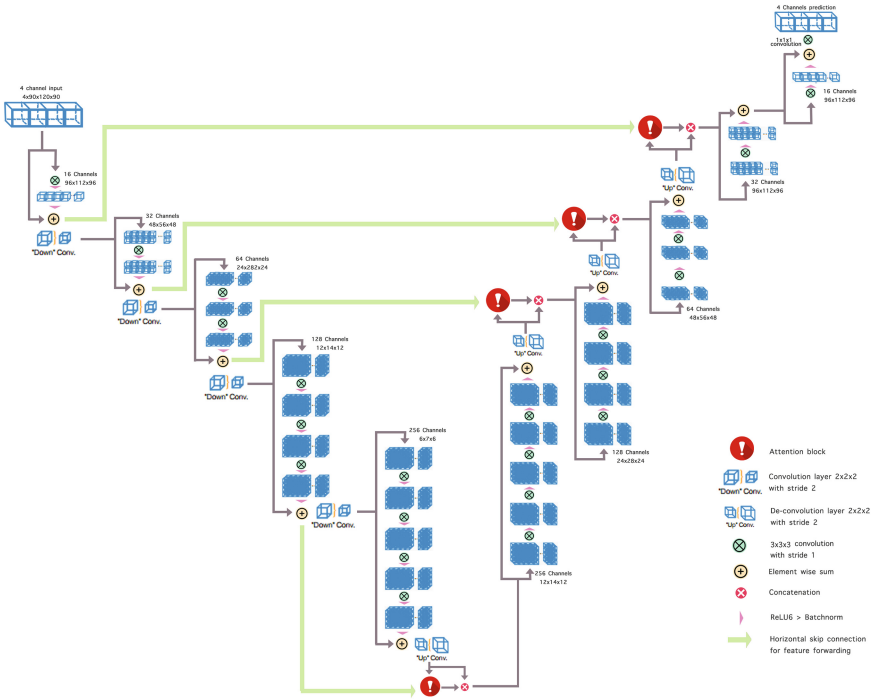 4 Channels prediction
1x1x1
convolution
16 Channels
96x112x96
4 channel input
4x90x120x90
16 Channels
96x112x96
"Up" Conv.
32 Channels
96x112x96
32 Channels
48x56x48
"Down" Conv.
"Up" Conv.
64 Channels
24x282x24
"Down" Conv.
64 Channels
48x56x48
128 Channels
12x14x12
"Up" Conv.
"Down" Conv.
256 Channels
6x7x6
128 Channels
24x28x24
"Down" Conv.
256 Channels
12x14x12
"Up" Conv.
Attention block
"Down" Conv.
Convolution layer 2x2x2
with stride 2
"Up" Conv.
De-convolution layer 2x2x2
with stride 2
3x3x3 convolution
with stride 1
Element wise sum
Concatenation
ReLU6 > Batchnorm
Horizontal skip connection
for feature forwarding